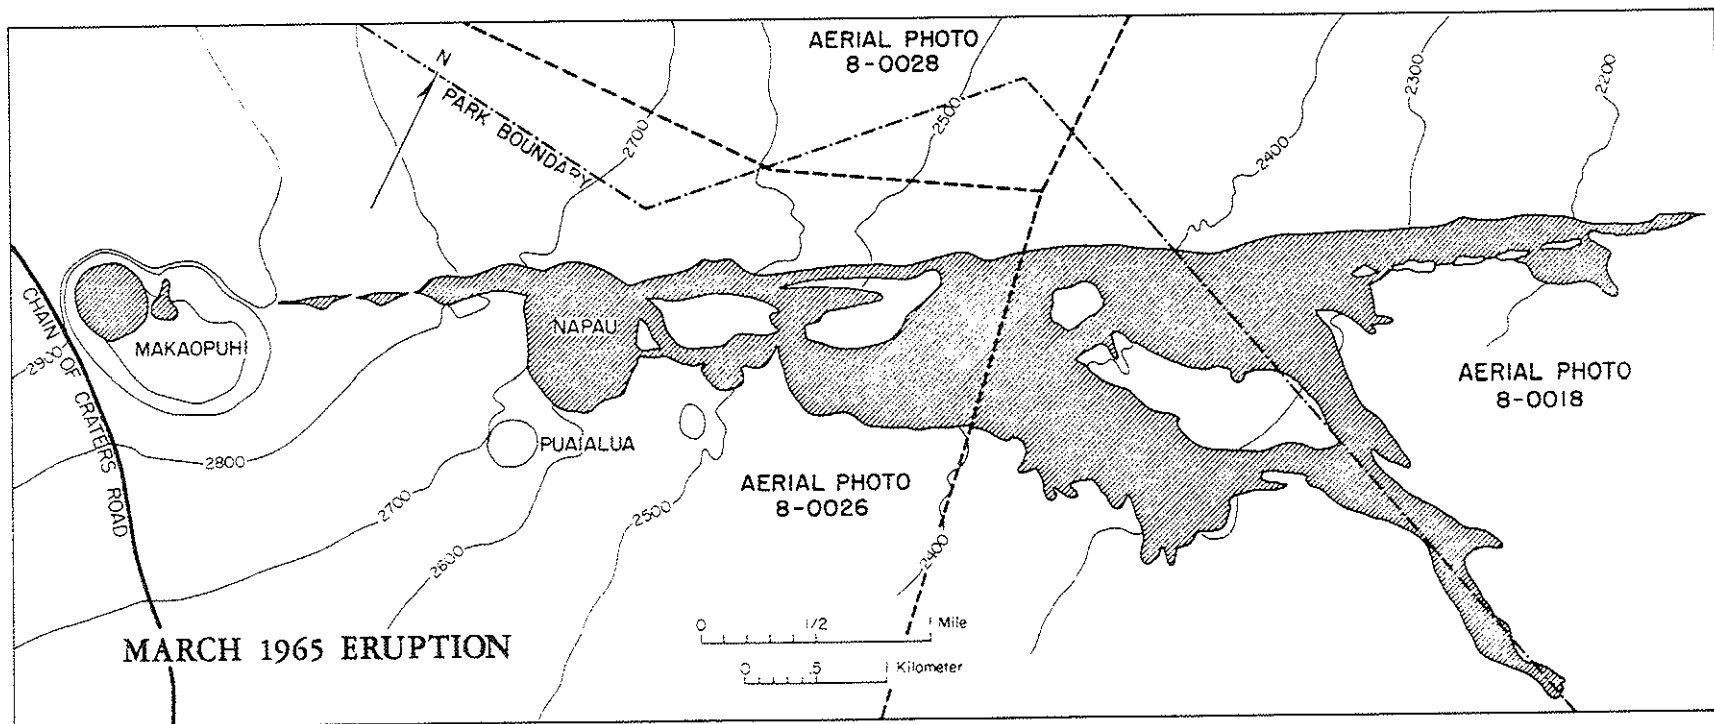 AERIAL PHOTO
8-0028
N
PARK BOUNDARY
2700
2500
2400
2300
2200
CHAIN OF CRATERS ROAD
2900
MAKAOPUHI
NAPAU
PUAIALUA
2800
2700
2600
2500
2400
AERIAL PHOTO
8-0026
AERIAL PHOTO
8-0018
MARCH 1965 ERUPTION
0 1/2 1 Mile
0 .5 1 Kilometer